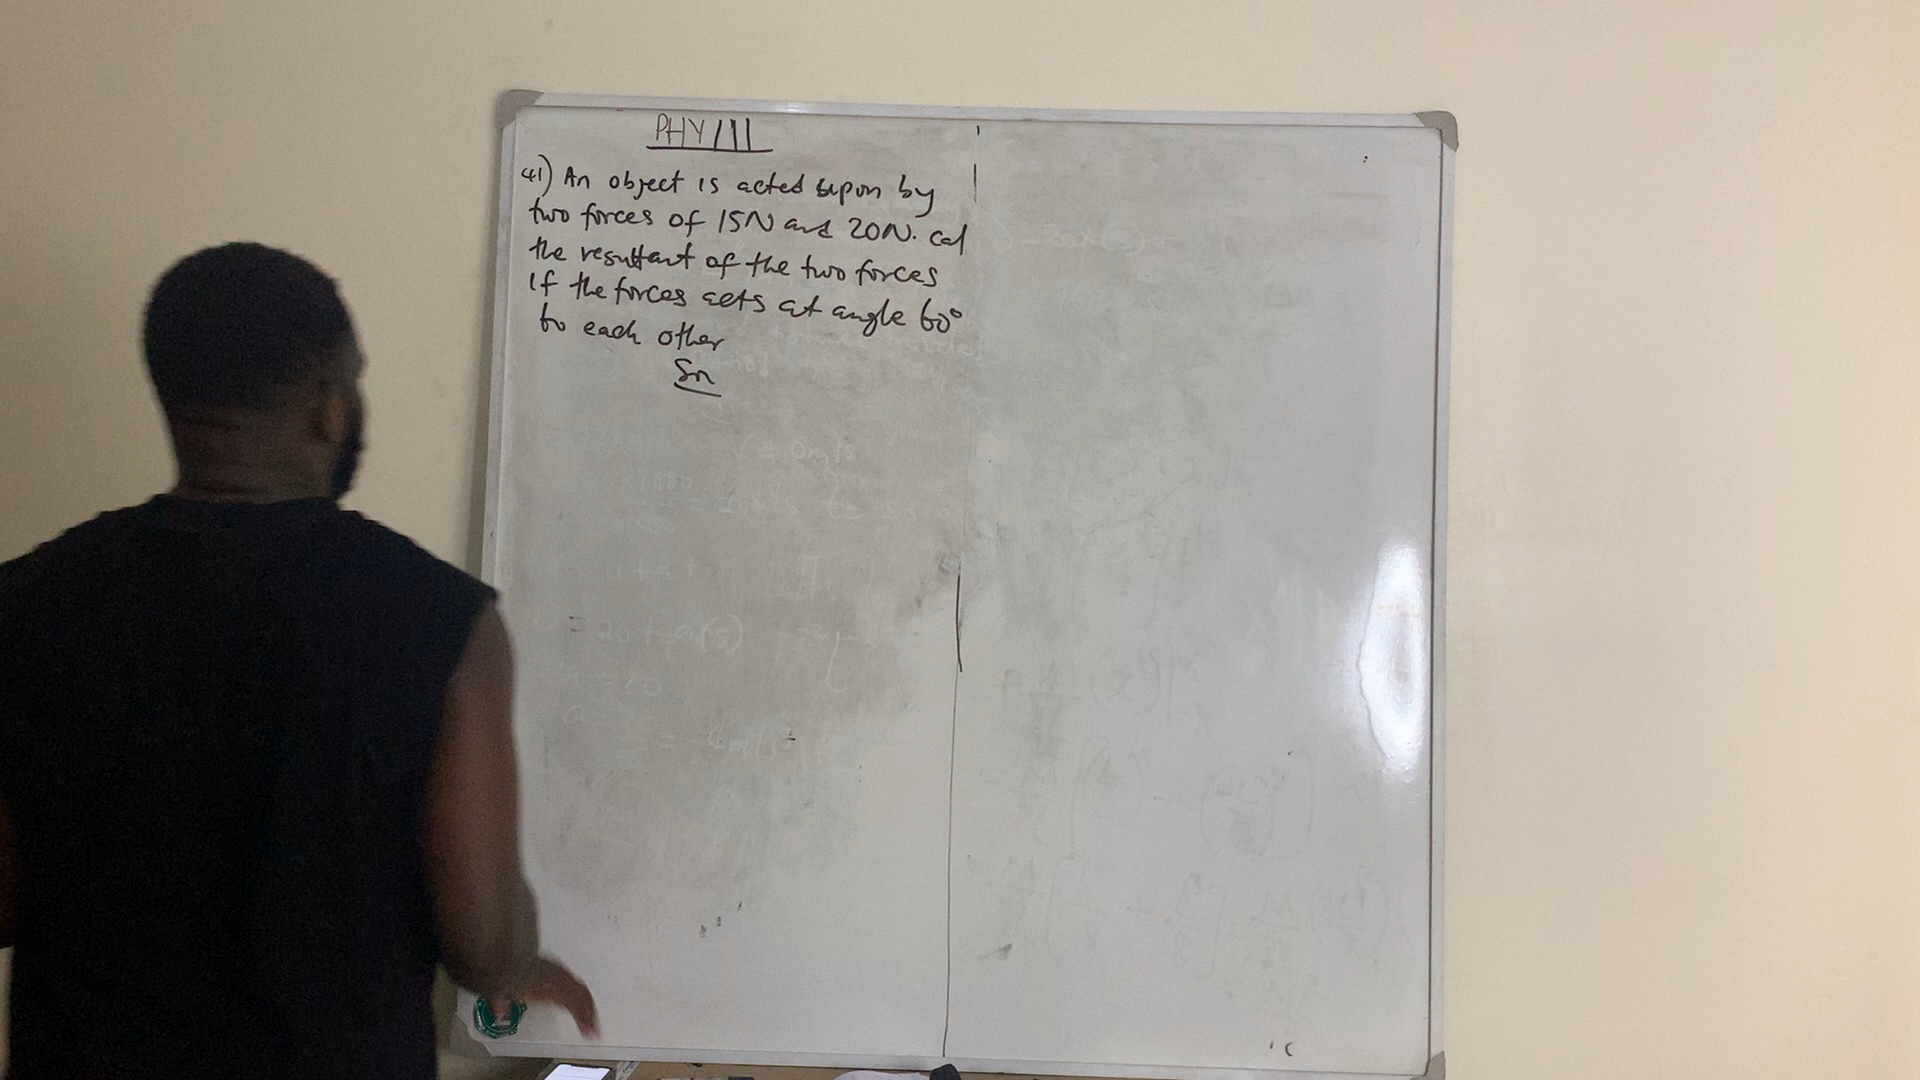 PHY 111
41) An object is acted upon by
two forces of 15N and 20N. cal
the resultant of the two forces
If the forces acts at angle 60°
to each other
Sn